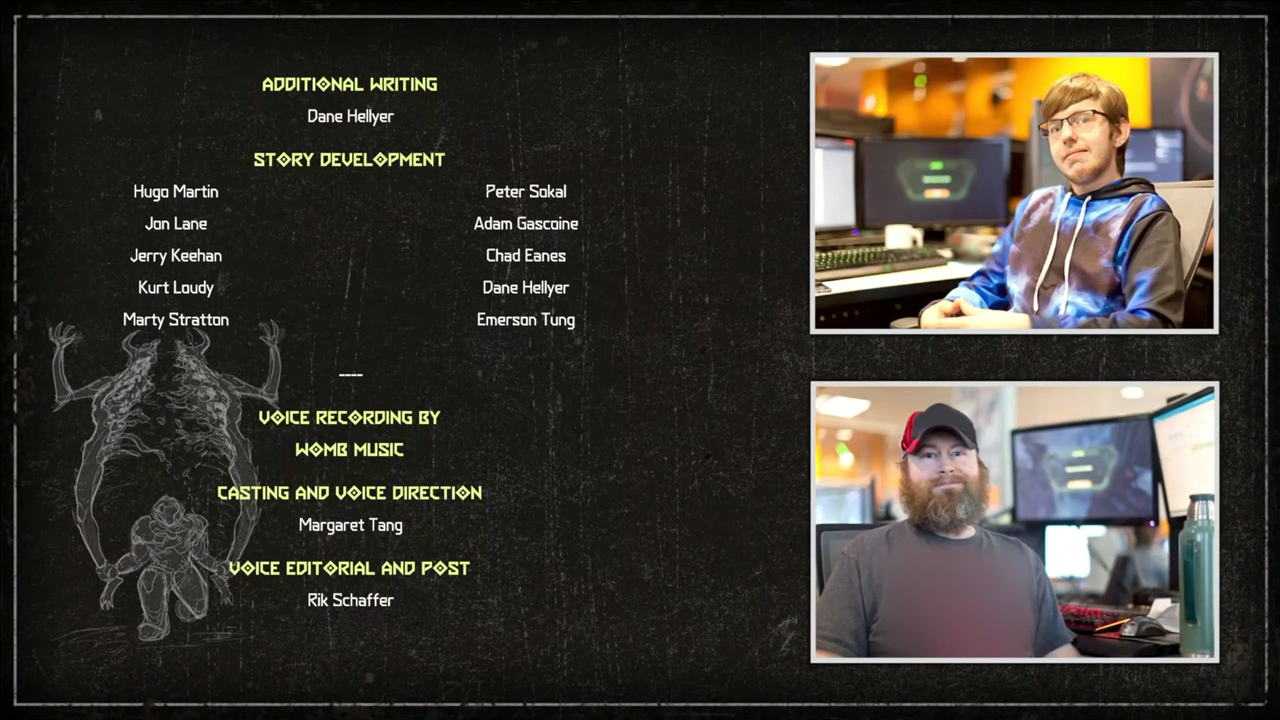 ADDITIONAL WRITING
Dane Hellyer
STORY DEVELOPMENT
Hugo Martin
Peter Sokal
Jon Lane
Adam Gascoine
Jerry Keehan
Chad Eanes
Kurt Loudy
Dane Hellyer
Marty Stratton
Emerson Tung
----
VOICE RECORDING BY
WOMB MUSIC
CASTING AND VOICE DIRECTION
Margaret Tang
VOICE EDITORIAL AND POST
Rik Schaffer